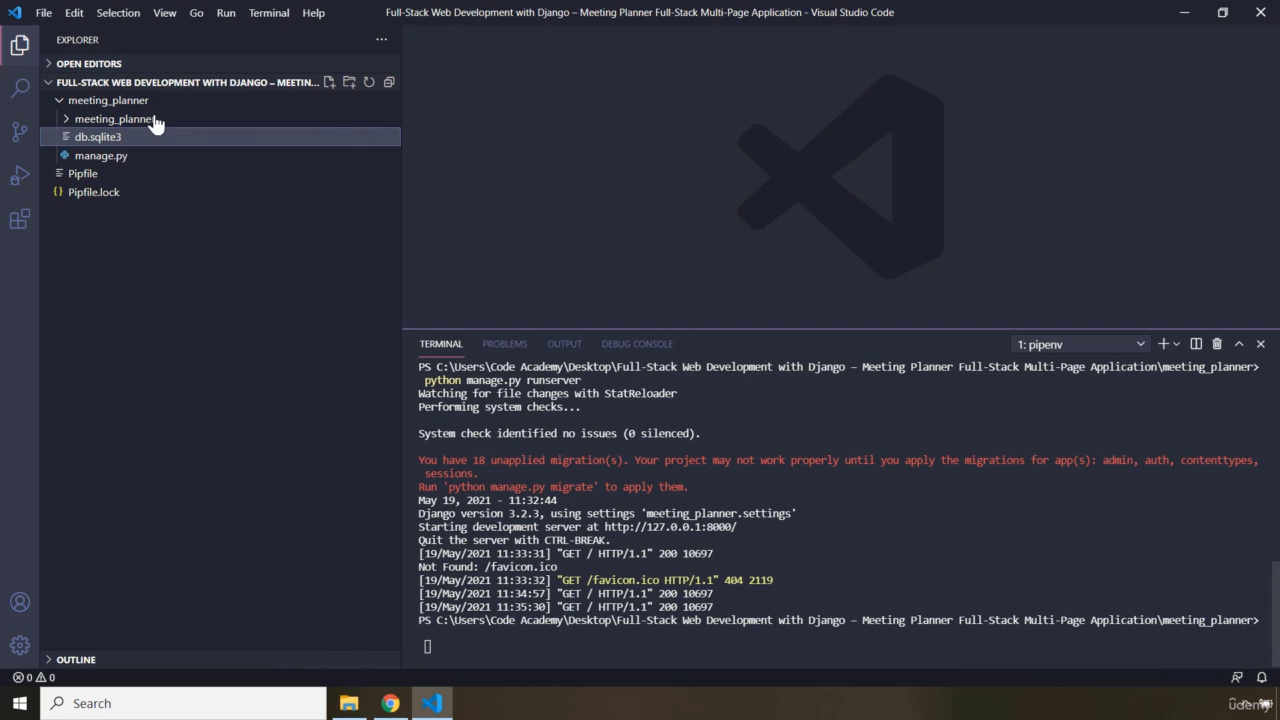 File Edit Selection View Go Run Terminal Help
Full-Stack Web Development with Django – Meeting Planner Full-Stack Multi-Page Application - Visual Studio Code
EXPLORER
OPEN EDITORS
FULL-STACK WEB DEVELOPMENT WITH DJANGO – MEETIN...
meeting_planner
meeting_planner
db.sqlite3
manage.py
Pipfile
{} Pipfile.lock
TERMINAL PROBLEMS OUTPUT DEBUG CONSOLE
1: pipenv
PS C:\Users\Code Academy\Desktop\Full-Stack Web Development with Django – Meeting Planner Full-Stack Multi-Page Application\meeting_planner>
python manage.py runserver
Watching for file changes with StatReloader
Performing system checks...
System check identified no issues (0 silenced).
You have 18 unapplied migration(s). Your project may not work properly until you apply the migrations for app(s): admin, auth, contenttypes,
sessions.
Run 'python manage.py migrate' to apply them.
May 19, 2021 - 11:32:44
Django version 3.2.3, using settings 'meeting_planner.settings'
Starting development server at http://127.0.0.1:8000/
Quit the server with CTRL-BREAK.
[19/May/2021 11:33:31] "GET / HTTP/1.1" 200 10697
Not Found: /favicon.ico
[19/May/2021 11:33:32] "GET /favicon.ico HTTP/1.1" 404 2119
[19/May/2021 11:34:57] "GET / HTTP/1.1" 200 10697
[19/May/2021 11:35:30] "GET / HTTP/1.1" 200 10697
PS C:\Users\Code Academy\Desktop\Full-Stack Web Development with Django – Meeting Planner Full-Stack Multi-Page Application\meeting_planner>
OUTLINE
0 0
Search
udemy